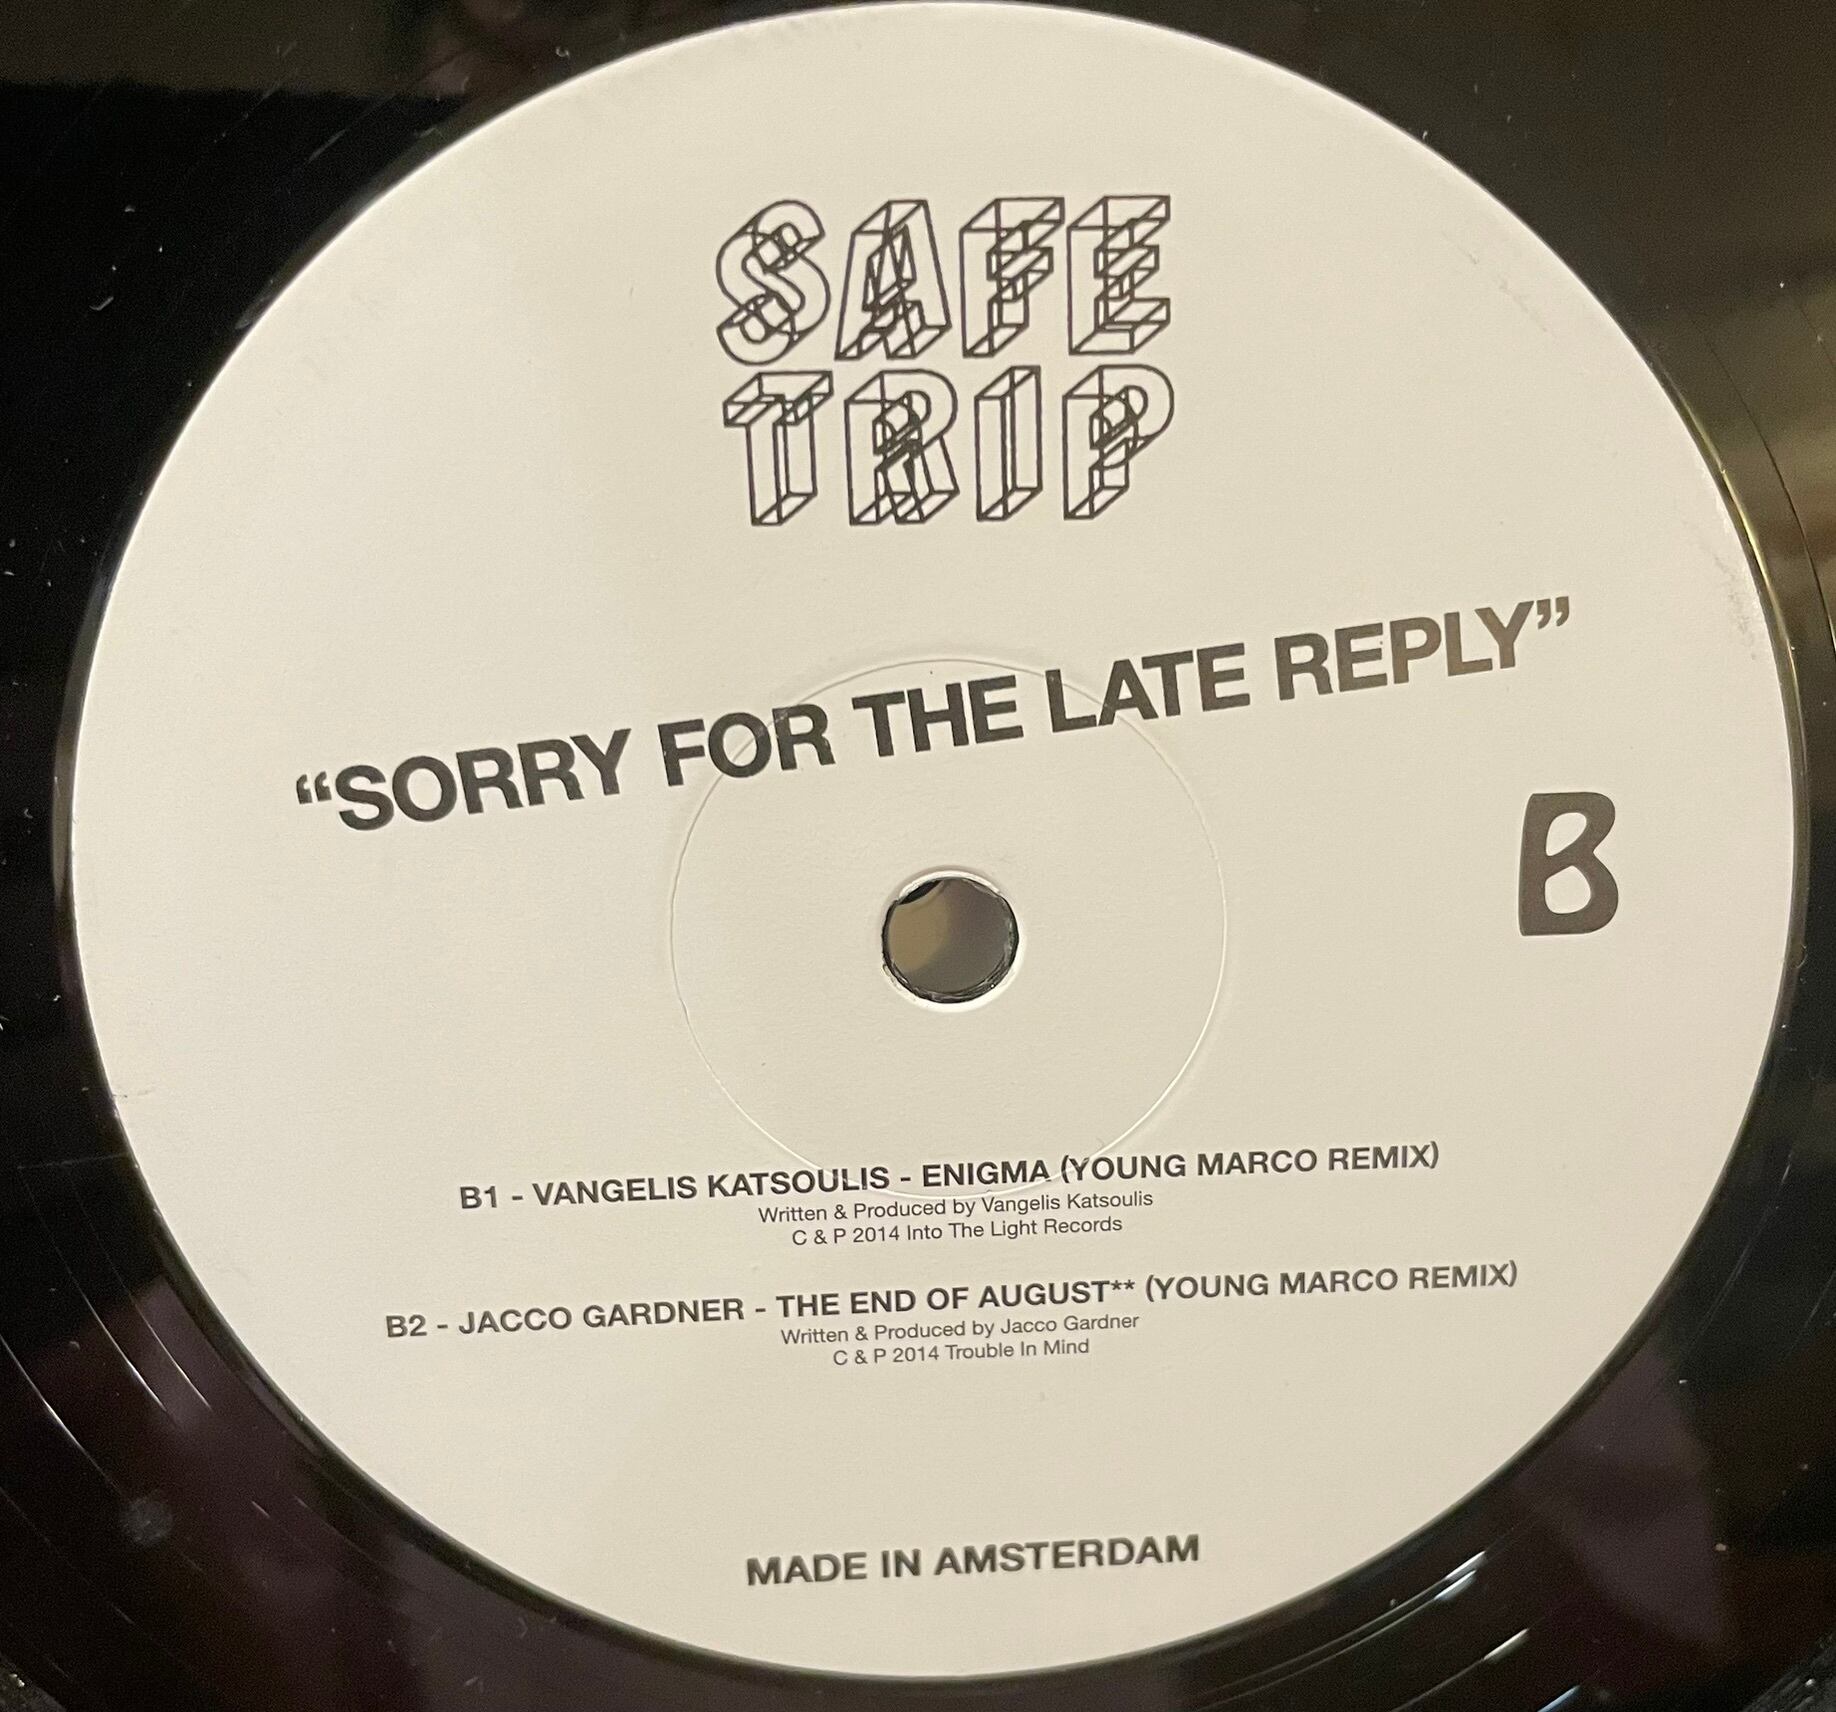 SAFE
TRIP
“SORRY FOR THE LATE REPLY”
B
B1 - VANGELIS KATSOULIS - ENIGMA (YOUNG MARCO REMIX)
Written & Produced by Vangelis Katsoulis
C & P 2014 Into The Light Records
B2 - JACCO GARDNER - THE END OF AUGUST** (YOUNG MARCO REMIX)
Written & Produced by Jacco Gardner
C & P 2014 Trouble In Mind
MADE IN AMSTERDAM